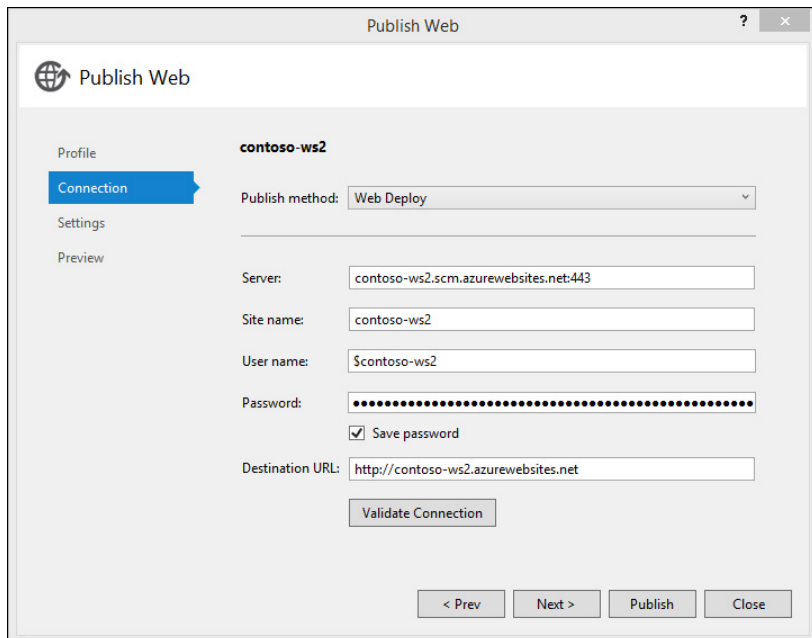 Publish Web
?
Publish Web
Profile
Connection
Settings
Preview
contoso-ws2
Publish method: Web Deploy
Server: contoso-ws2.scm.azurewebsites.net:443
Site name: contoso-ws2
User name: $contoso-ws2
Password: ●●●●●●●●●●●●●●●●●●●●●●●●●●●●●●●●●●●●●●●●●●●●●●●●●●●●
Save password
Destination URL: http://contoso-ws2.azurewebsites.net
Validate Connection
< Prev Next > Publish Close